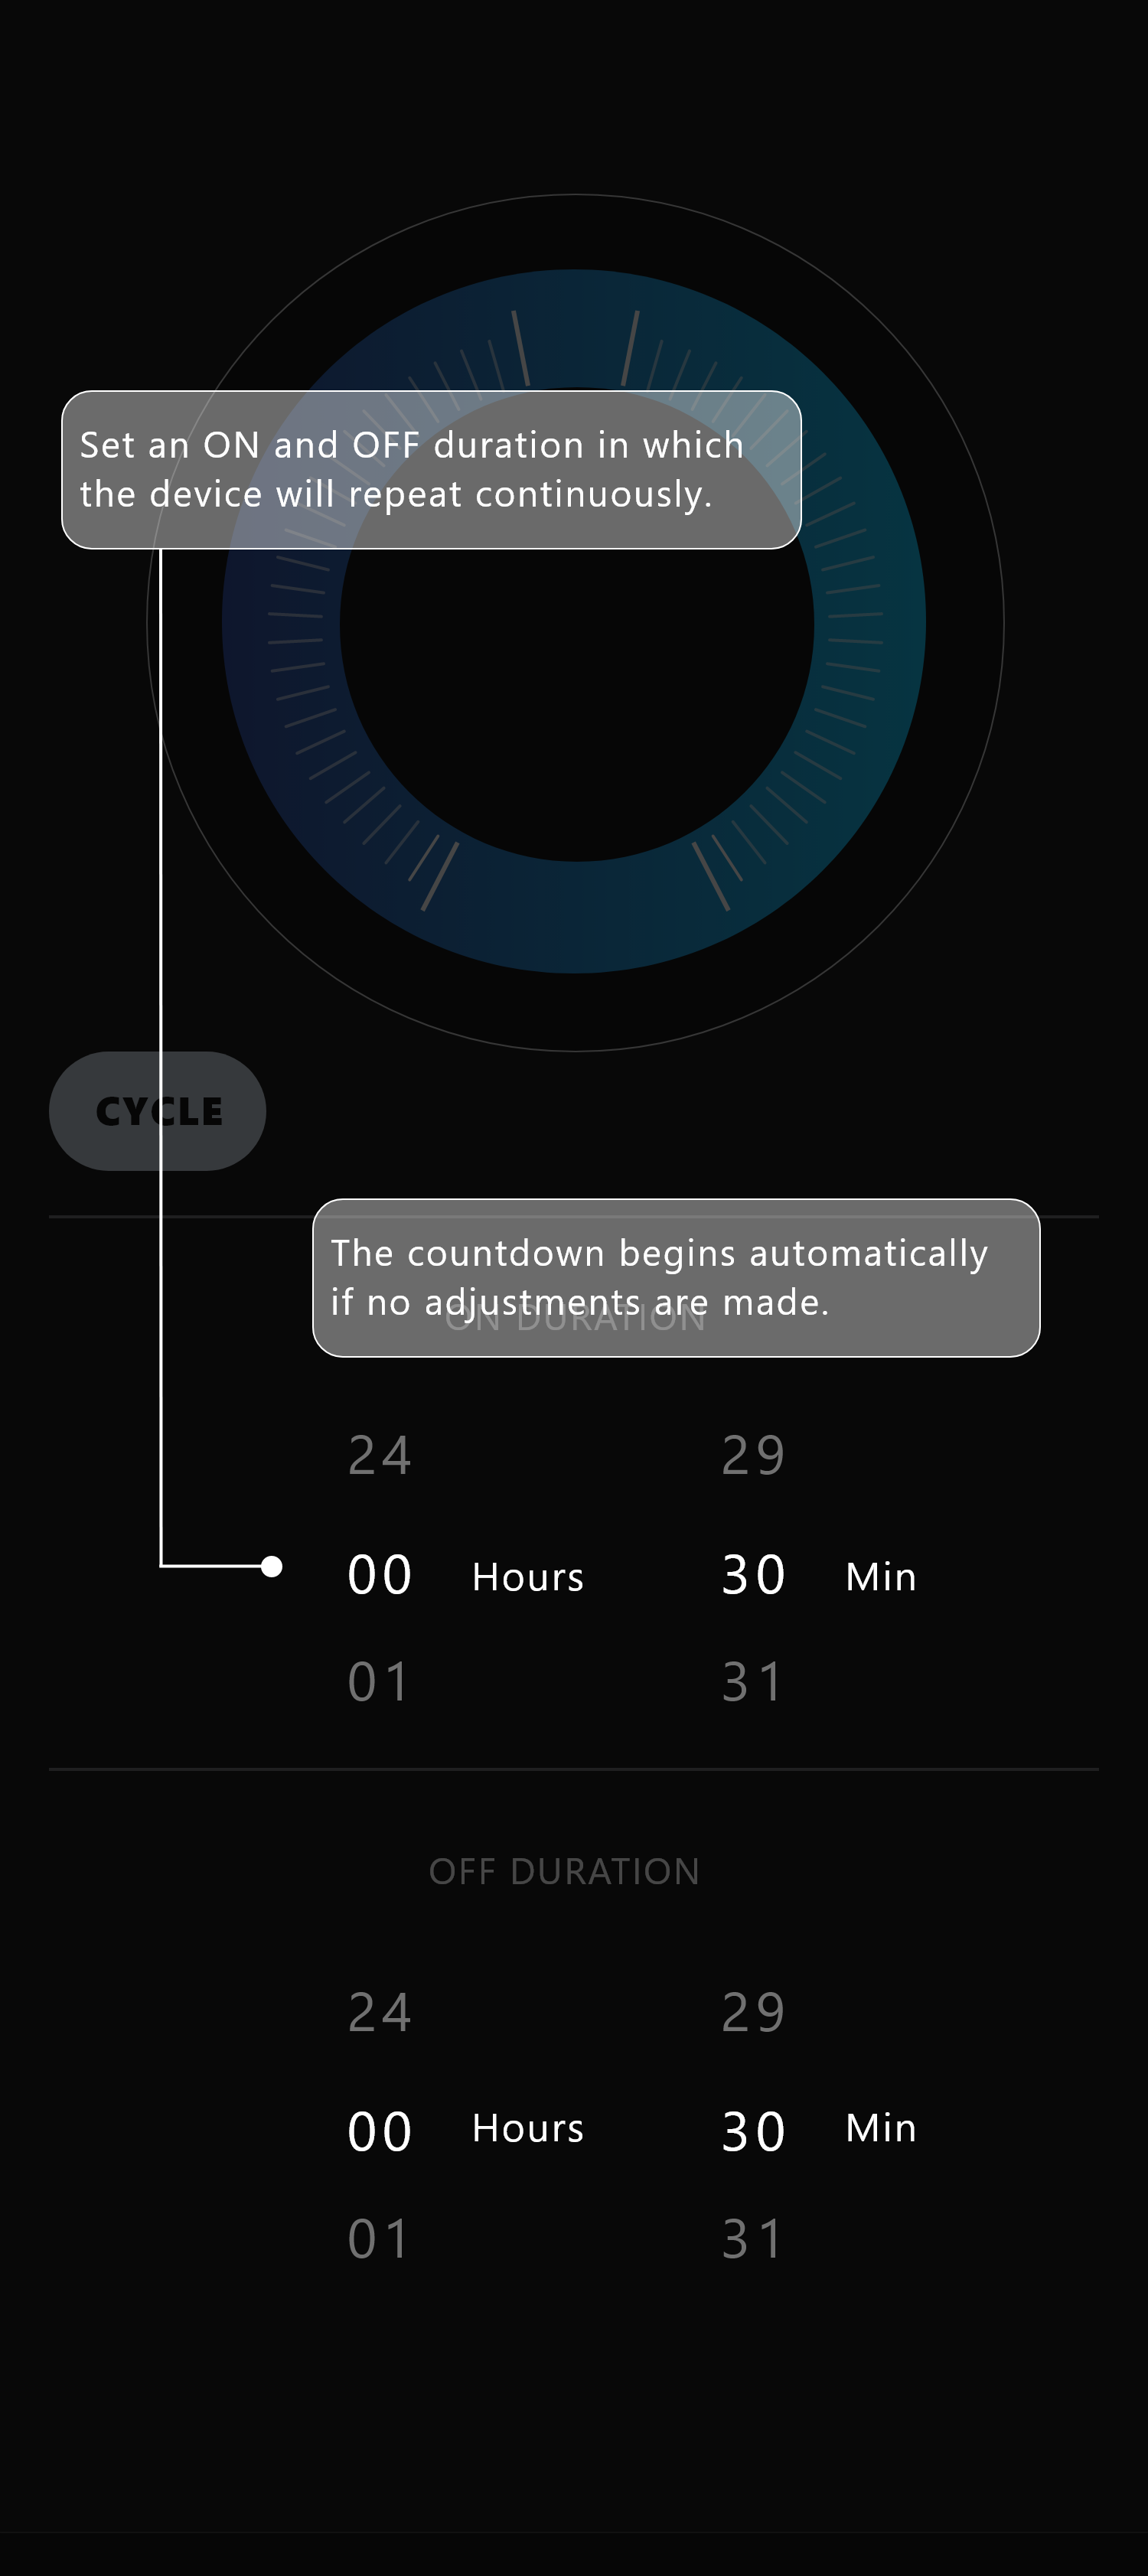 Set an ON and OFF duration in which
the device will repeat continuously.
CYCLE
The countdown begins automatically
if no adjustments are made.
ON DURATION
24 29
00 Hours 30 Min
01 31
OFF DURATION
24 29
00 Hours 30 Min
01 31